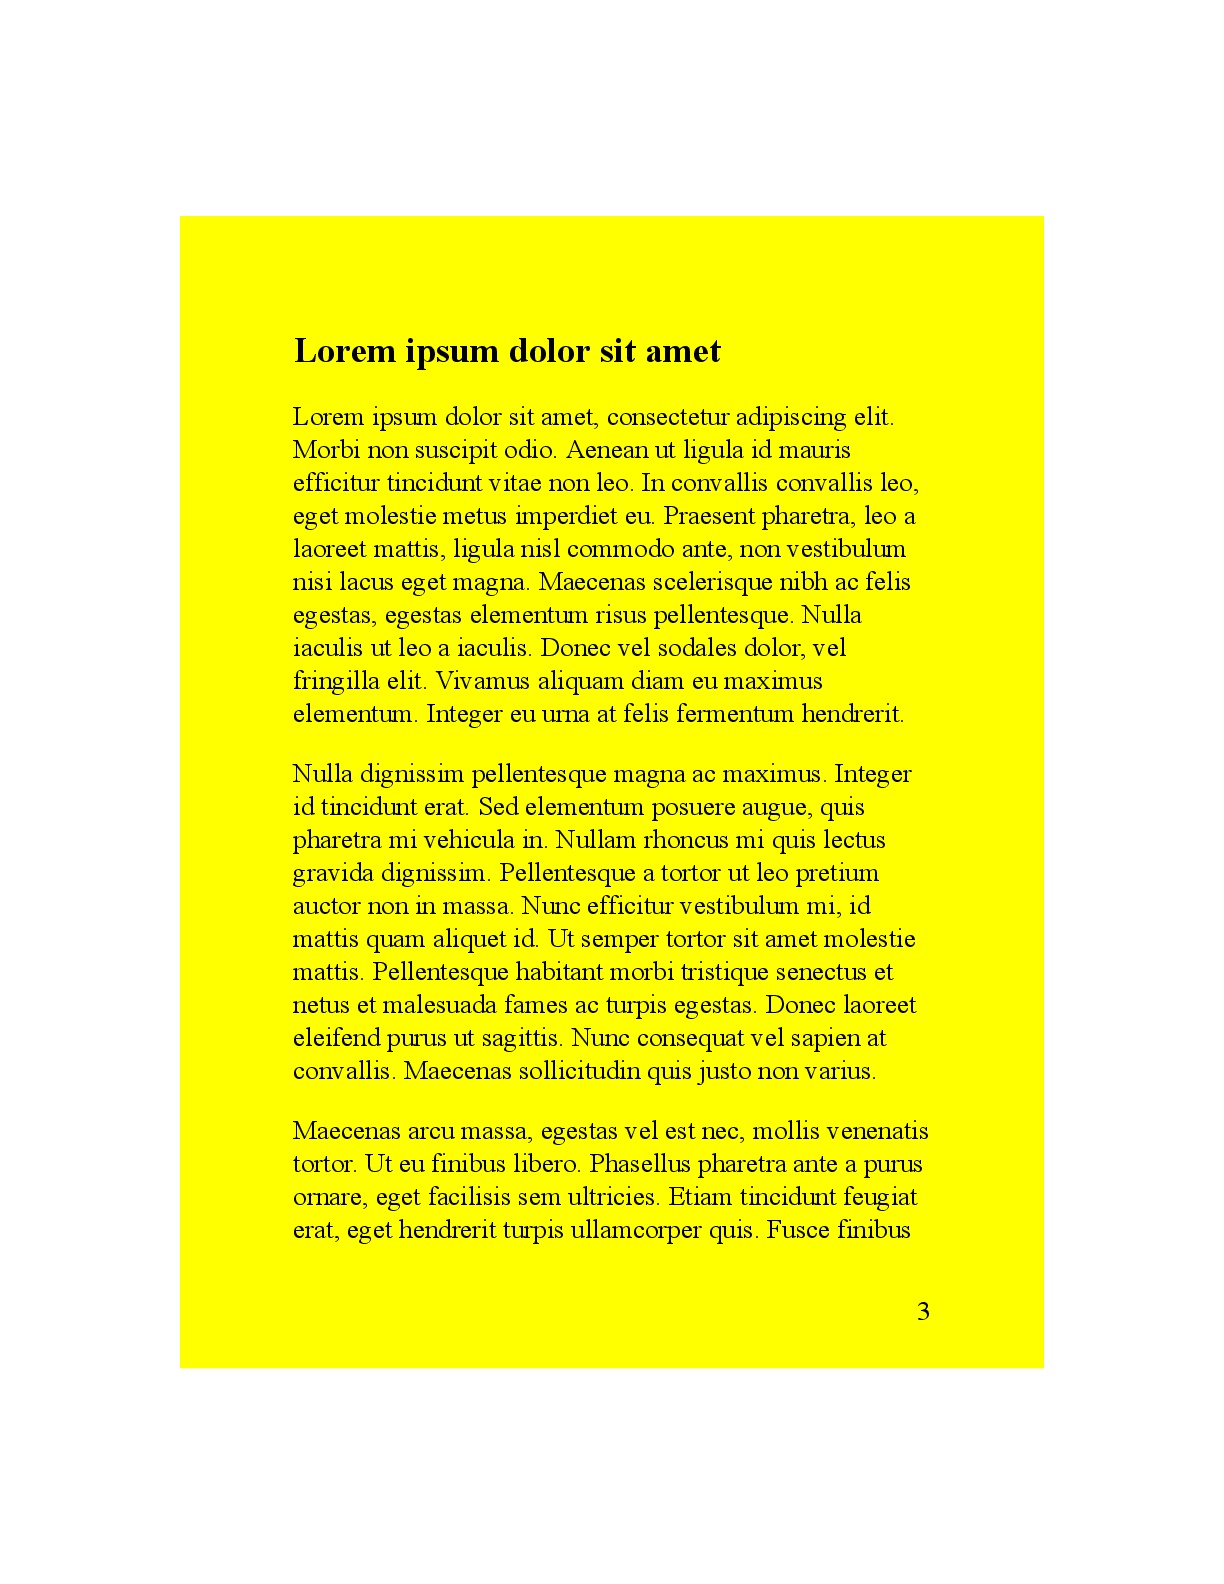 Lorem ipsum dolor sit amet
Lorem ipsum dolor sit amet, consectetur adipiscing elit.
Morbi non suscipit odio. Aenean ut ligula id mauris
efficitur tincidunt vitae non leo. In convallis convallis leo,
eget molestie metus imperdiet eu. Praesent pharetra, leo a
laoreet mattis, ligula nisl commodo ante, non vestibulum
nisi lacus eget magna. Maecenas scelerisque nibh ac felis
egestas, egestas elementum risus pellentesque. Nulla
iaculis ut leo a iaculis. Donec vel sodales dolor, vel
fringilla elit. Vivamus aliquam diam eu maximus
elementum. Integer eu urna at felis fermentum hendrerit.
Nulla dignissim pellentesque magna ac maximus. Integer
id tincidunt erat. Sed elementum posuere augue, quis
pharetra mi vehicula in. Nullam rhoncus mi quis lectus
gravida dignissim. Pellentesque a tortor ut leo pretium
auctor non in massa. Nunc efficitur vestibulum mi, id
mattis quam aliquet id. Ut semper tortor sit amet molestie
mattis. Pellentesque habitant morbi tristique senectus et
netus et malesuada fames ac turpis egestas. Donec laoreet
eleifend purus ut sagittis. Nunc consequat vel sapien at
convallis. Maecenas sollicitudin quis justo non varius.
Maecenas arcu massa, egestas vel est nec, mollis venenatis
tortor. Ut eu finibus libero. Phasellus pharetra ante a purus
ornare, eget facilisis sem ultricies. Etiam tincidunt feugiat
erat, eget hendrerit turpis ullamcorper quis. Fusce finibus
3